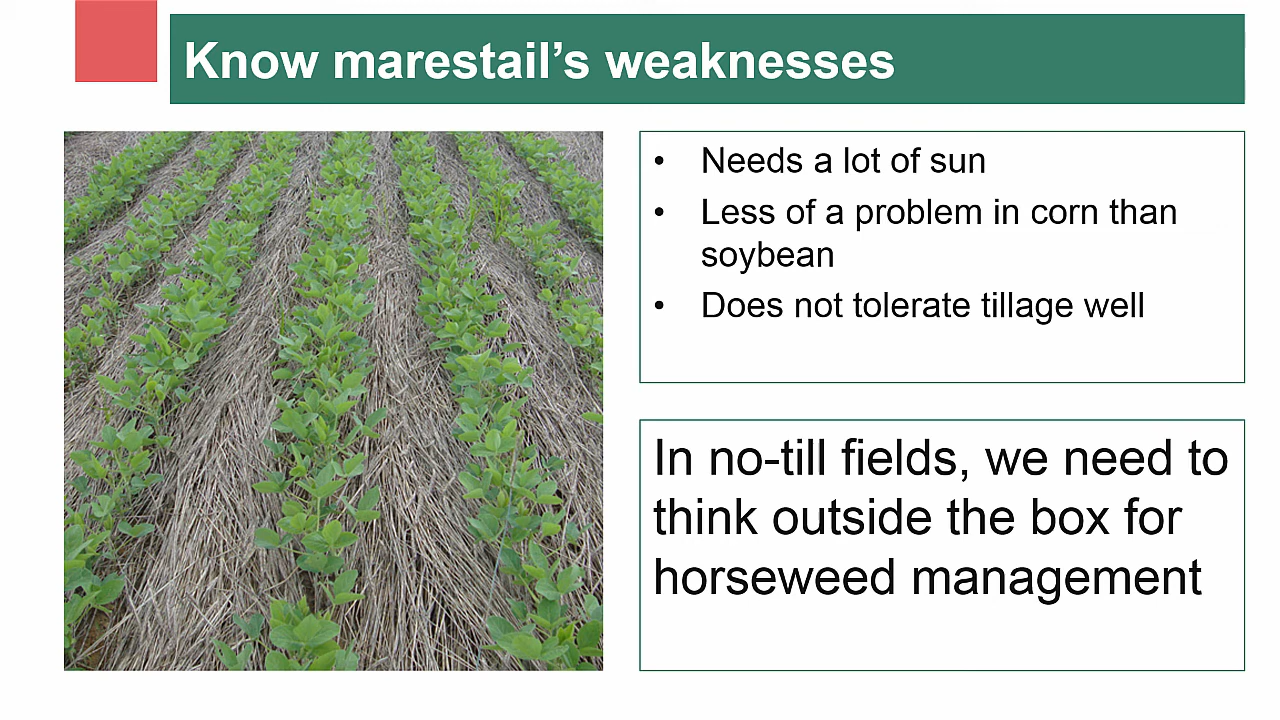 Know marestail’s weaknesses
• Needs a lot of sun
• Less of a problem in corn than
soybean
• Does not tolerate tillage well
In no-till fields, we need to
think outside the box for
horseweed management